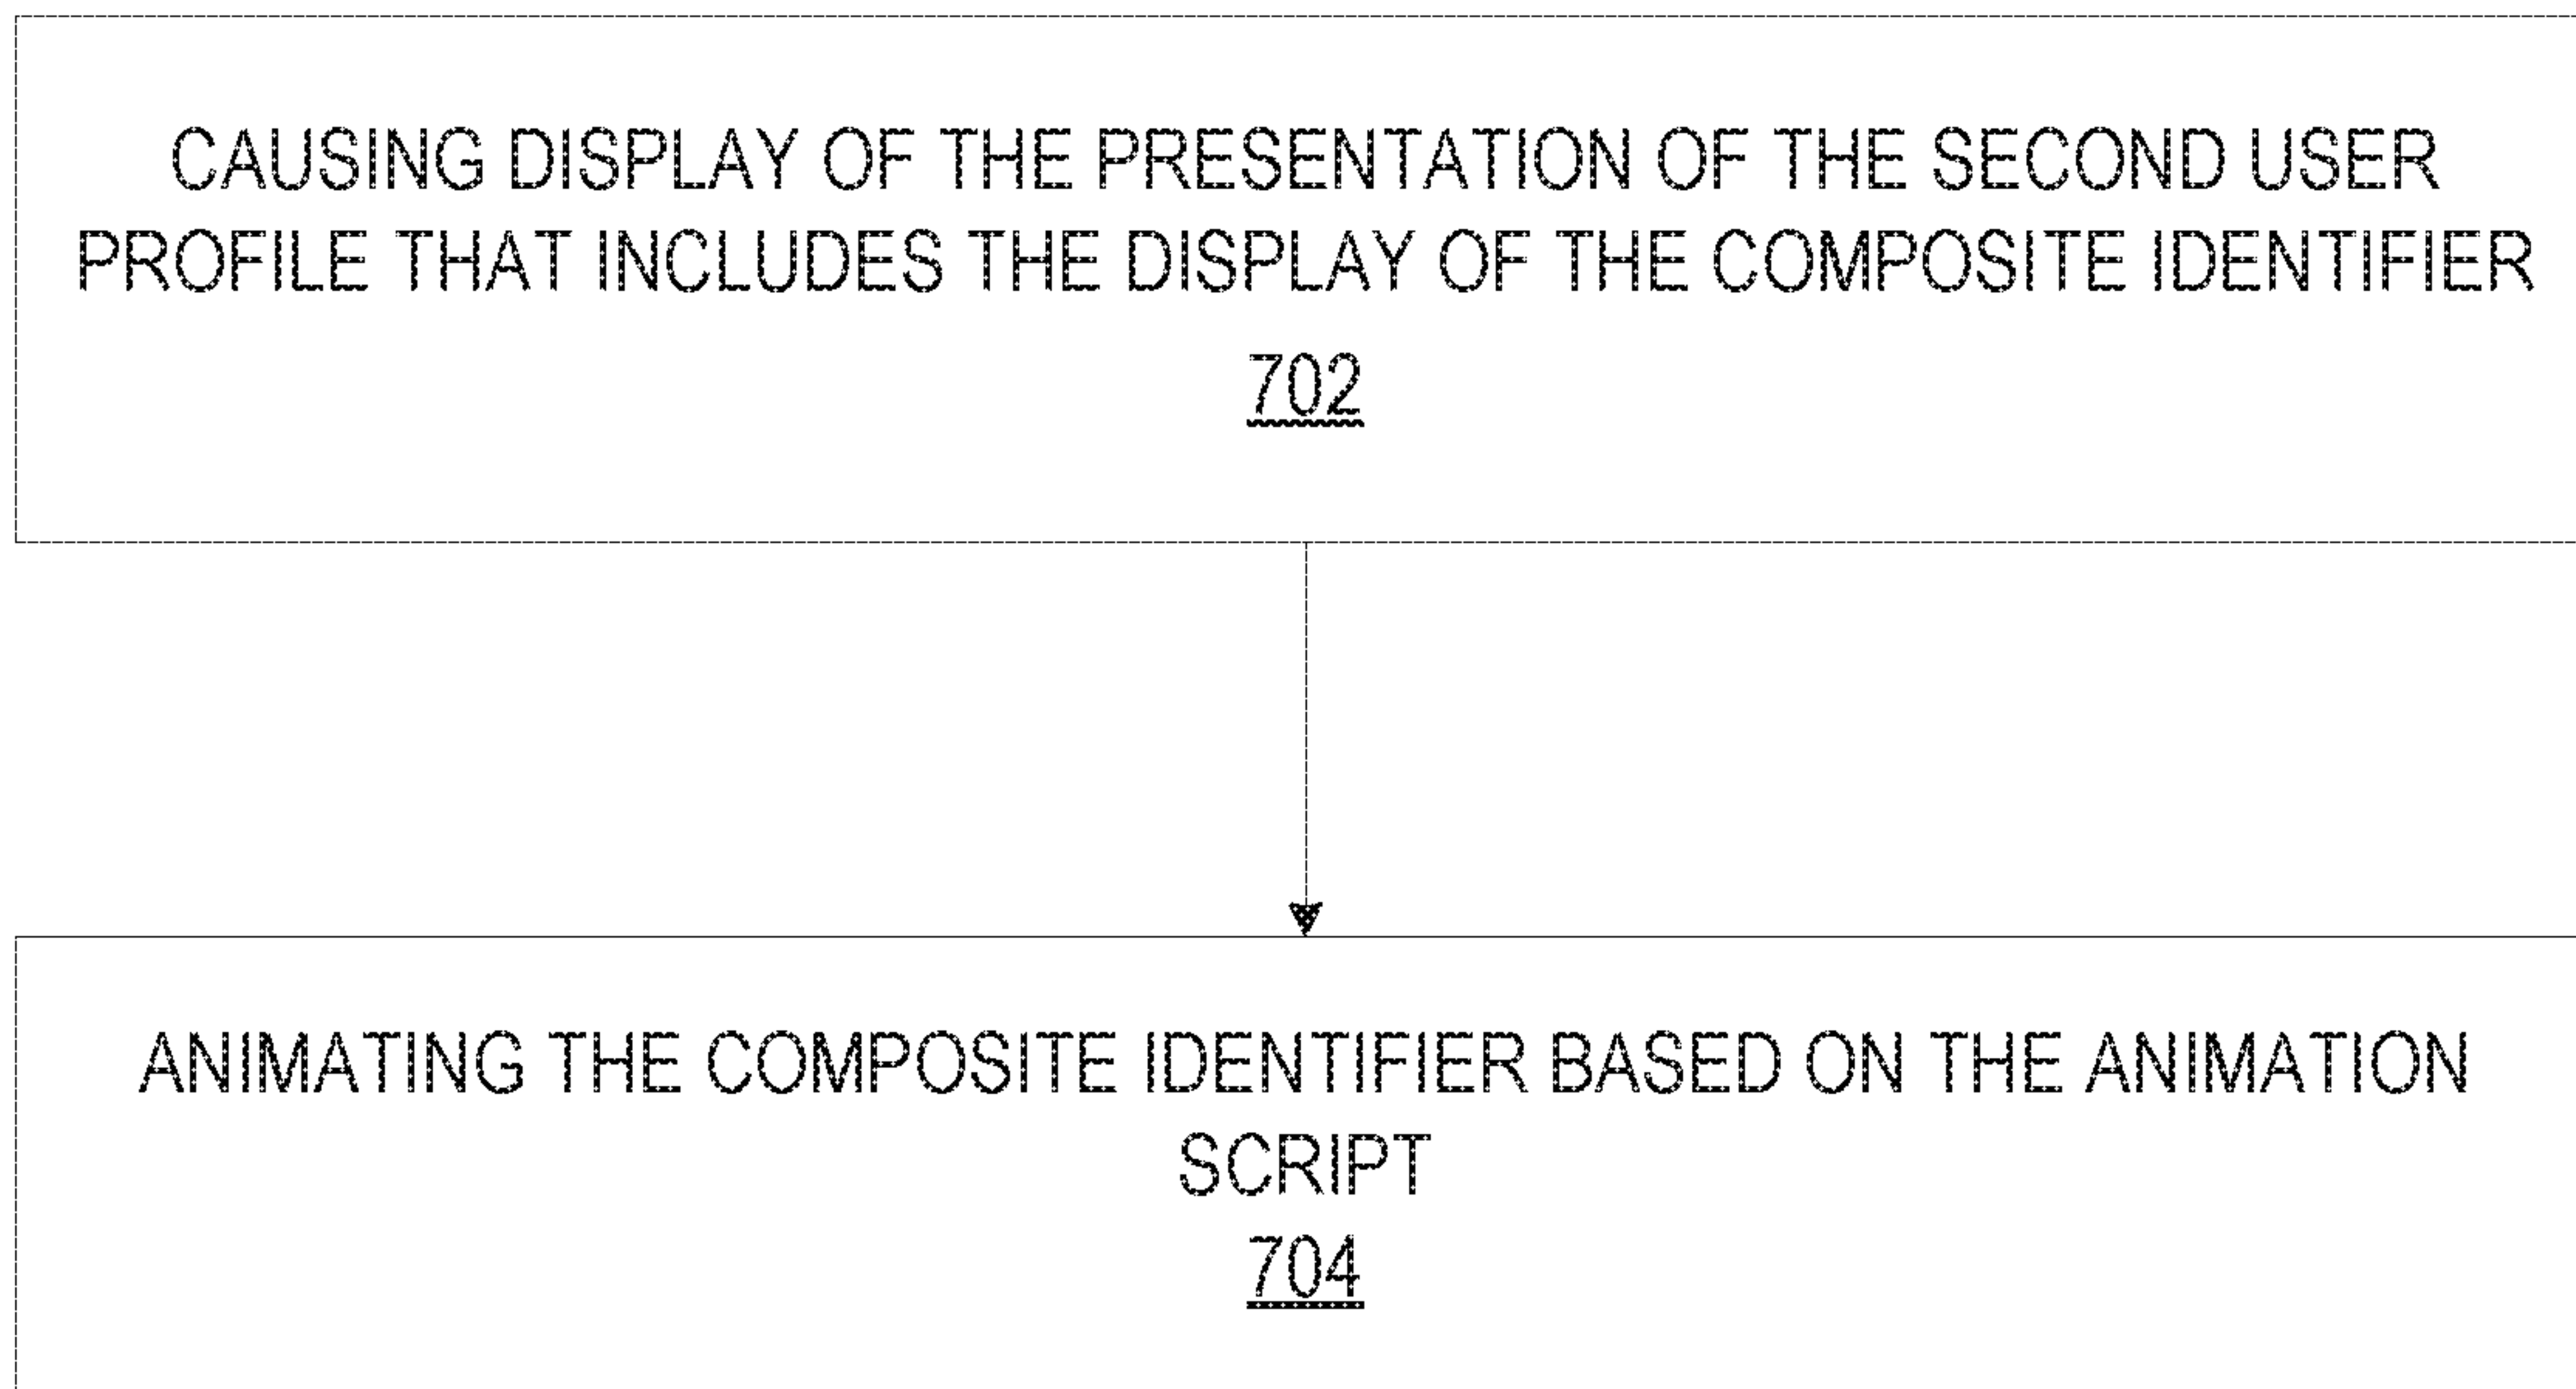 CAUSING DISPLAY OF THE PRESENTATION OF THE SECOND USER
PROFILE THAT INCLUDES THE DISPLAY OF THE COMPOSITE IDENTIFIER
702
ANIMATING THE COMPOSITE IDENTIFIER BASED ON THE ANIMATION
SCRIPT
704